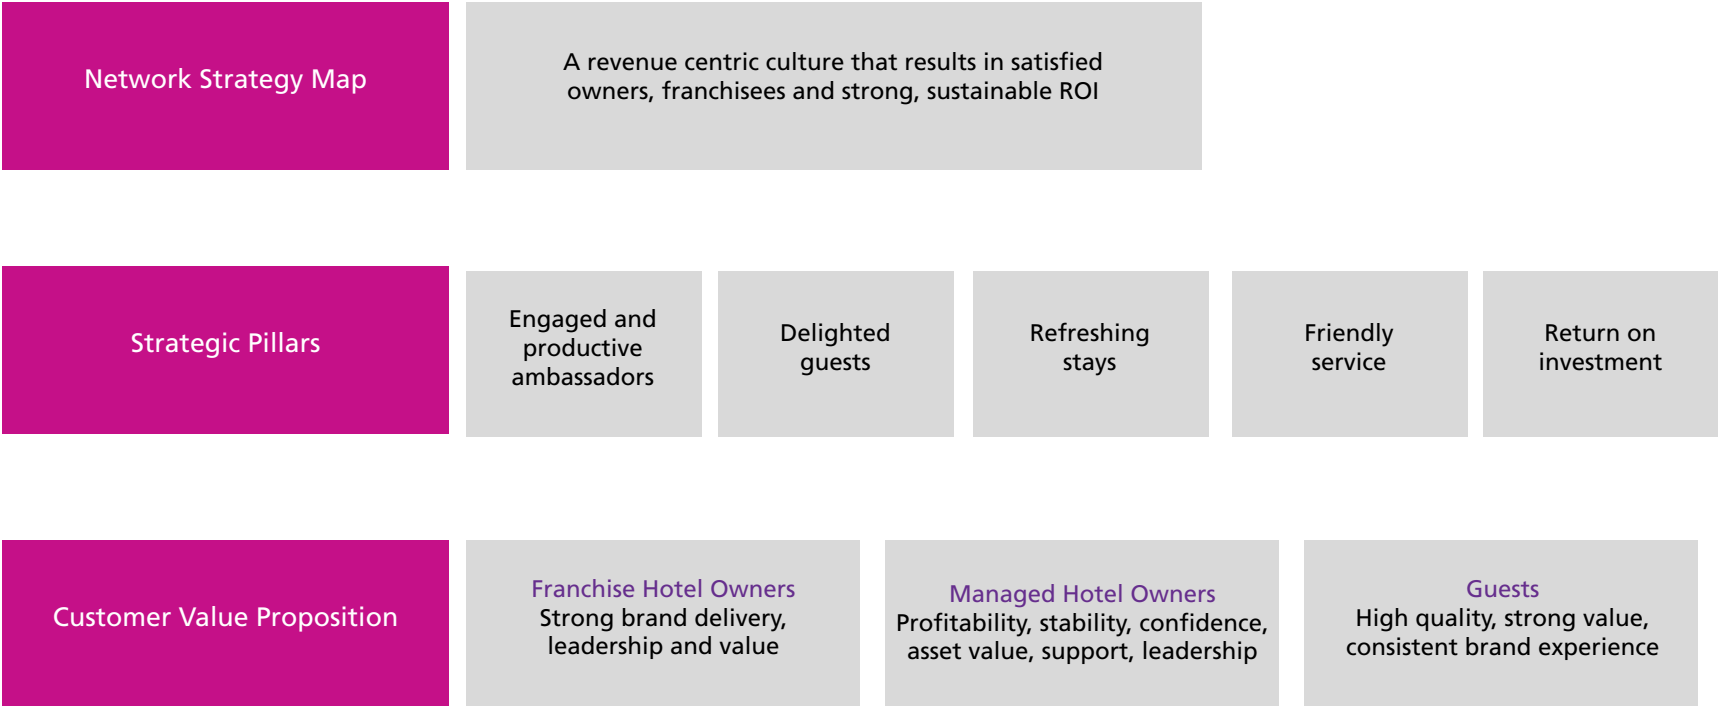 Network Strategy Map
A revenue centric culture that results in satisfied
owners, franchisees and strong, sustainable ROI
Strategic Pillars
Engaged and
productive
ambassadors
Delighted
guests
Refreshing
stays
Friendly
service
Return on
investment
Customer Value Proposition
Franchise Hotel Owners
Strong brand delivery,
leadership and value
Managed Hotel Owners
Profitability, stability, confidence,
asset value, support, leadership
Guests
High quality, strong value,
consistent brand experience